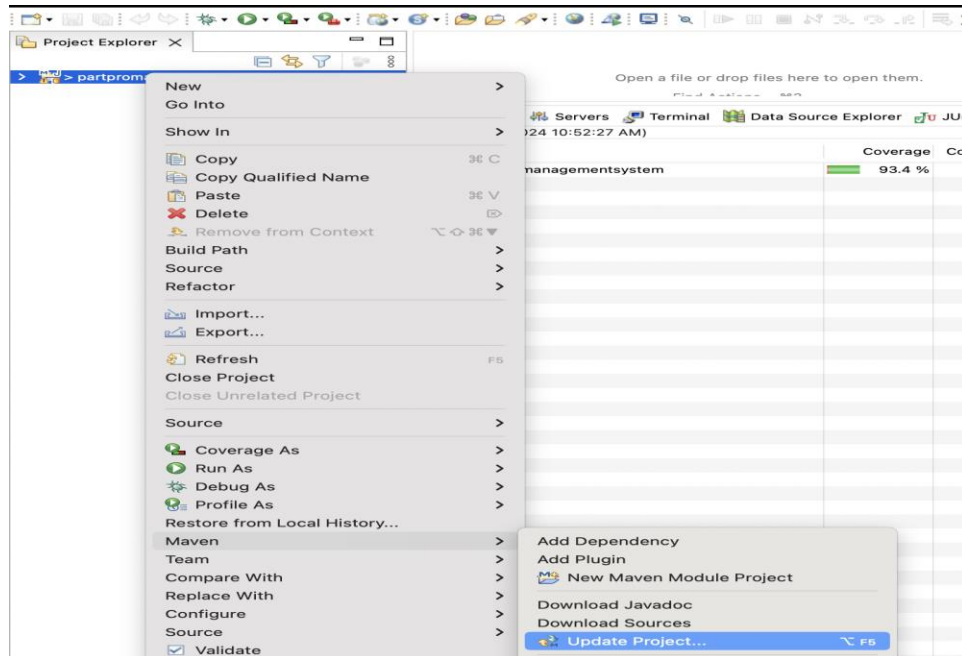 Project Explorer
> partproma
Open a file or drop files here to open them.
Servers Terminal Data Source Explorer JU
024 10:52:27 AM)
Coverage
managementsystem 93.4 %
New >
Go Into
Show In >
Copy ⌘ C
Copy Qualified Name
Paste ⌘ V
Delete ⌦
Remove from Context ⌥⇧⌘▼
Build Path >
Source >
Refactor >
Import...
Export...
Refresh F5
Close Project
Close Unrelated Project
Source >
Coverage As >
Run As >
Debug As >
Profile As >
Restore from Local History...
Maven >
Team >
Compare With >
Replace With >
Configure >
Source >
Validate
Add Dependency
Add Plugin
New Maven Module Project
Download Javadoc
Download Sources
Update Project... ⌥ F5